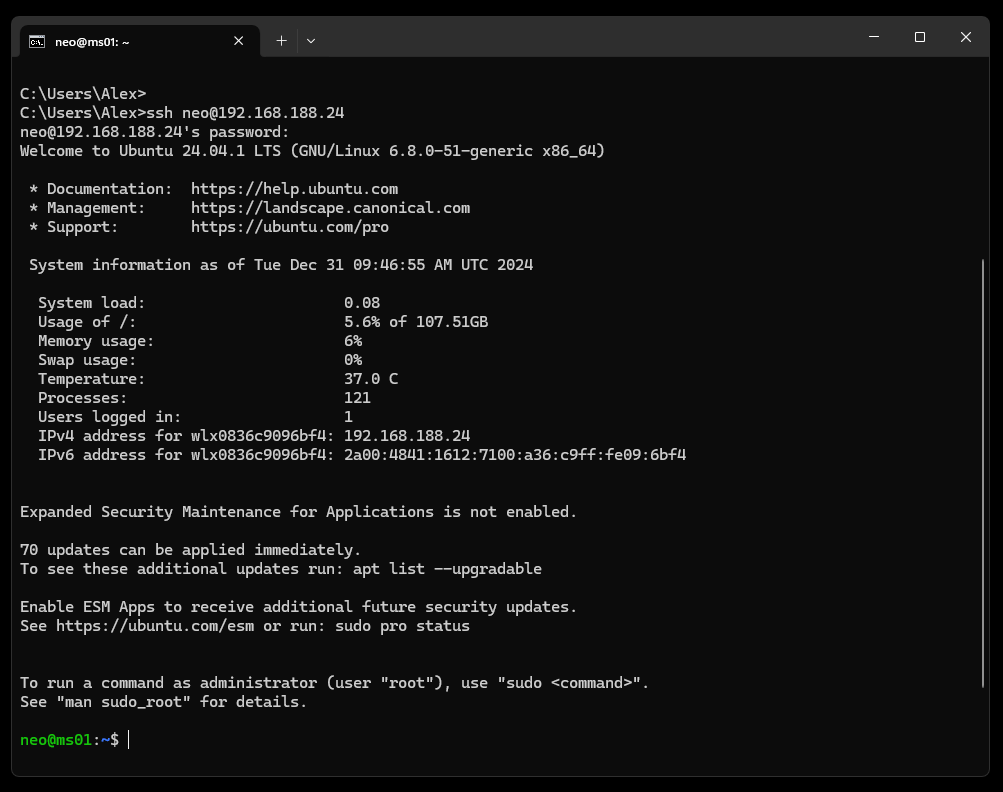 neo@ms01: ~
C:\Users\Alex>
C:\Users\Alex>ssh neo@192.168.188.24
neo@192.168.188.24's password:
Welcome to Ubuntu 24.04.1 LTS (GNU/Linux 6.8.0-51-generic x86_64)
* Documentation:  https://help.ubuntu.com
* Management:     https://landscape.canonical.com
* Support:        https://ubuntu.com/pro
System information as of Tue Dec 31 09:46:55 AM UTC 2024
System load:                      0.08
Usage of /:                       5.6% of 107.51GB
Memory usage:                     6%
Swap usage:                       0%
Temperature:                      37.0 C
Processes:                        121
Users logged in:                  1
IPv4 address for wlx0836c9096bf4: 192.168.188.24
IPv6 address for wlx0836c9096bf4: 2a00:4841:1612:7100:a36:c9ff:fe09:6bf4
Expanded Security Maintenance for Applications is not enabled.
70 updates can be applied immediately.
To see these additional updates run: apt list --upgradable
Enable ESM Apps to receive additional future security updates.
See https://ubuntu.com/esm or run: sudo pro status
To run a command as administrator (user "root"), use "sudo <command>".
See "man sudo_root" for details.
neo@ms01:~$